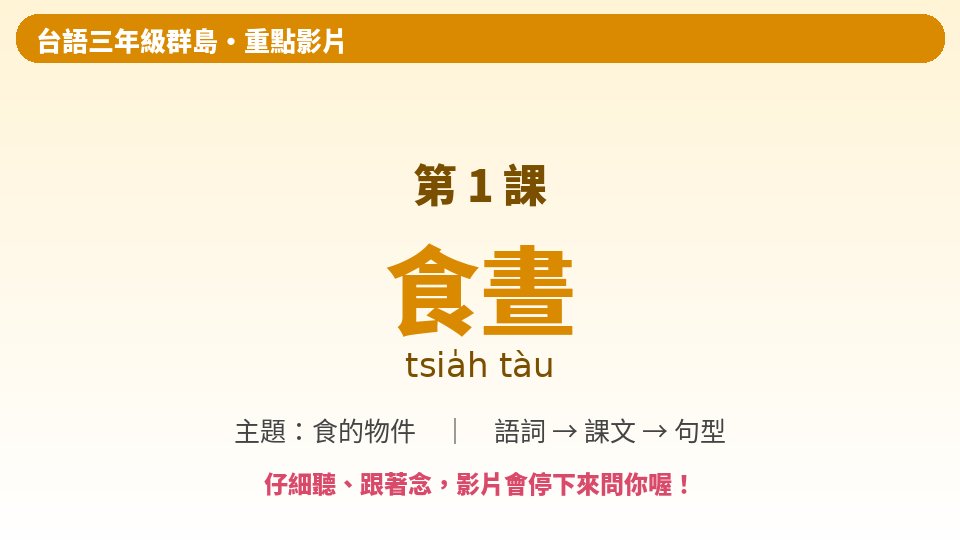 台語三年級群島・重點影片
第 1 課
食晝
tsia̍h tàu
主題：食的物件 ｜ 語詞 → 課文 → 句型
仔細聽、跟著念，影片會停下來問你喔！